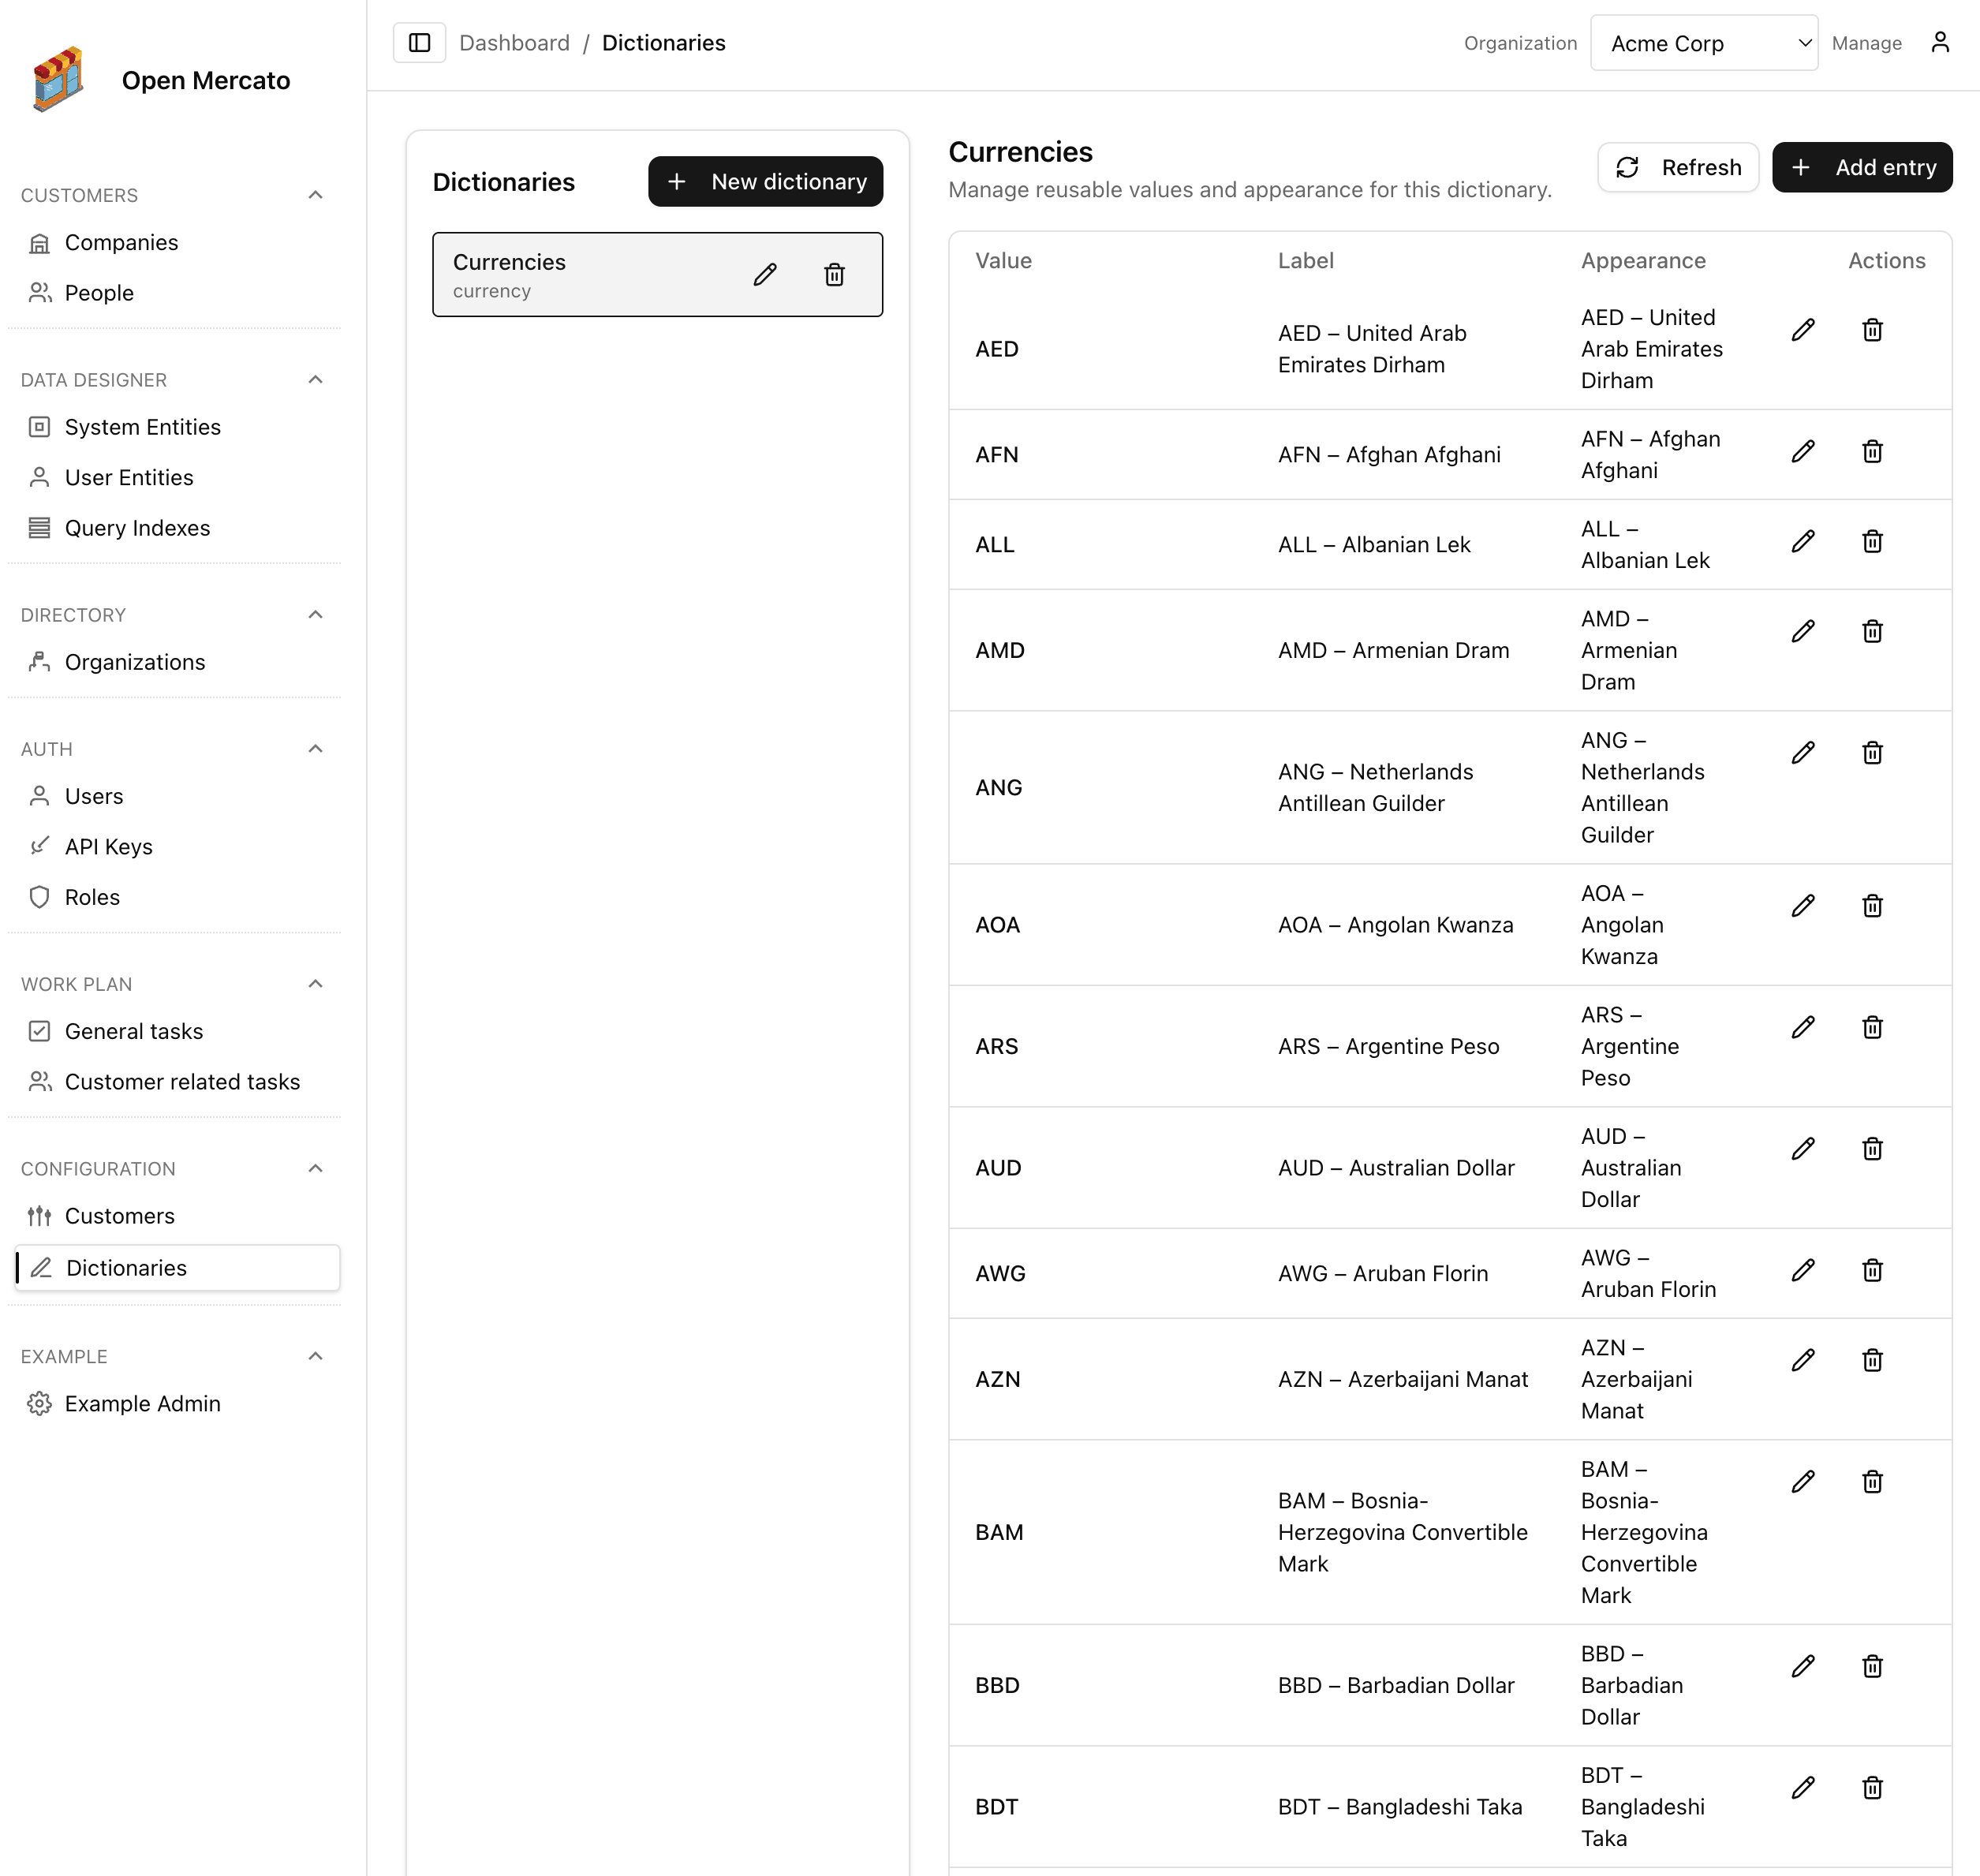 Open Mercato
CUSTOMERS
Companies
People
DATA DESIGNER
System Entities
User Entities
Query Indexes
DIRECTORY
Organizations
AUTH
Users
API Keys
Roles
WORK PLAN
General tasks
Customer related tasks
CONFIGURATION
Customers
Dictionaries
EXAMPLE
Example Admin
Dashboard / Dictionaries
Organization Acme Corp Manage
Dictionaries
+ New dictionary
Currencies
currency
Currencies
Manage reusable values and appearance for this dictionary.
Refresh
+ Add entry
Value Label Appearance Actions
AED
AED – United Arab
Emirates Dirham
AED – United
Arab Emirates
Dirham
AFN
AFN – Afghan Afghani
AFN – Afghan
Afghani
ALL
ALL – Albanian Lek
ALL –
Albanian Lek
AMD
AMD – Armenian Dram
AMD –
Armenian
Dram
ANG
ANG – Netherlands
Antillean Guilder
ANG –
Netherlands
Antillean
Guilder
AOA
AOA – Angolan Kwanza
AOA –
Angolan
Kwanza
ARS
ARS – Argentine Peso
ARS –
Argentine
Peso
AUD
AUD – Australian Dollar
AUD –
Australian
Dollar
AWG
AWG – Aruban Florin
AWG –
Aruban Florin
AZN
AZN – Azerbaijani Manat
AZN –
Azerbaijani
Manat
BAM
BAM – Bosnia-
Herzegovina Convertible
Mark
BAM –
Bosnia-
Herzegovina
Convertible
Mark
BBD
BBD – Barbadian Dollar
BBD –
Barbadian
Dollar
BDT
BDT – Bangladeshi Taka
BDT –
Bangladeshi
Taka